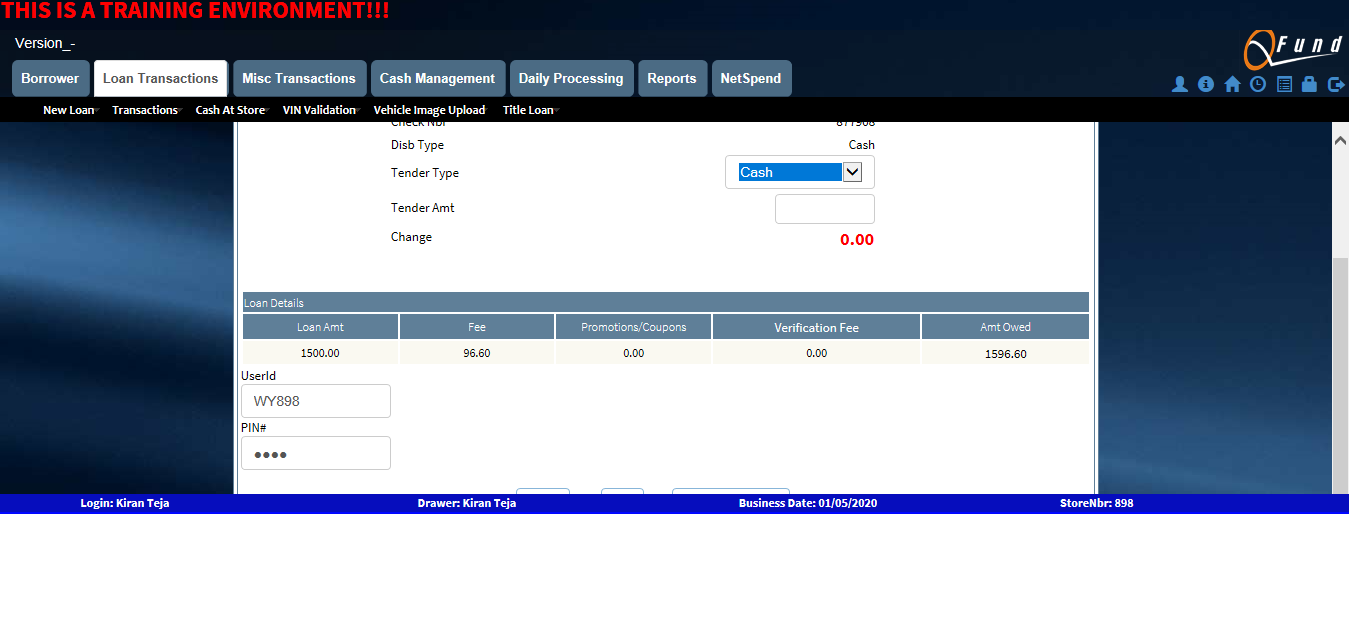 THIS IS A TRAINING ENVIRONMENT!!!
Version_-
QFund
Borrower Loan Transactions Misc Transactions Cash Management Daily Processing Reports NetSpend
New Loan Transactions Cash At Store VIN Validation Vehicle Image Upload Title Loan
Check Nbr 877908
Disb Type Cash
Tender Type Cash
Tender Amt
Change 0.00
Loan Details
Loan Amt Fee Promotions/Coupons Verification Fee Amt Owed
1500.00 96.60 0.00 0.00 1596.60
UserId
WY898
PIN#
Login: Kiran Teja Drawer: Kiran Teja Business Date: 01/05/2020 StoreNbr: 898